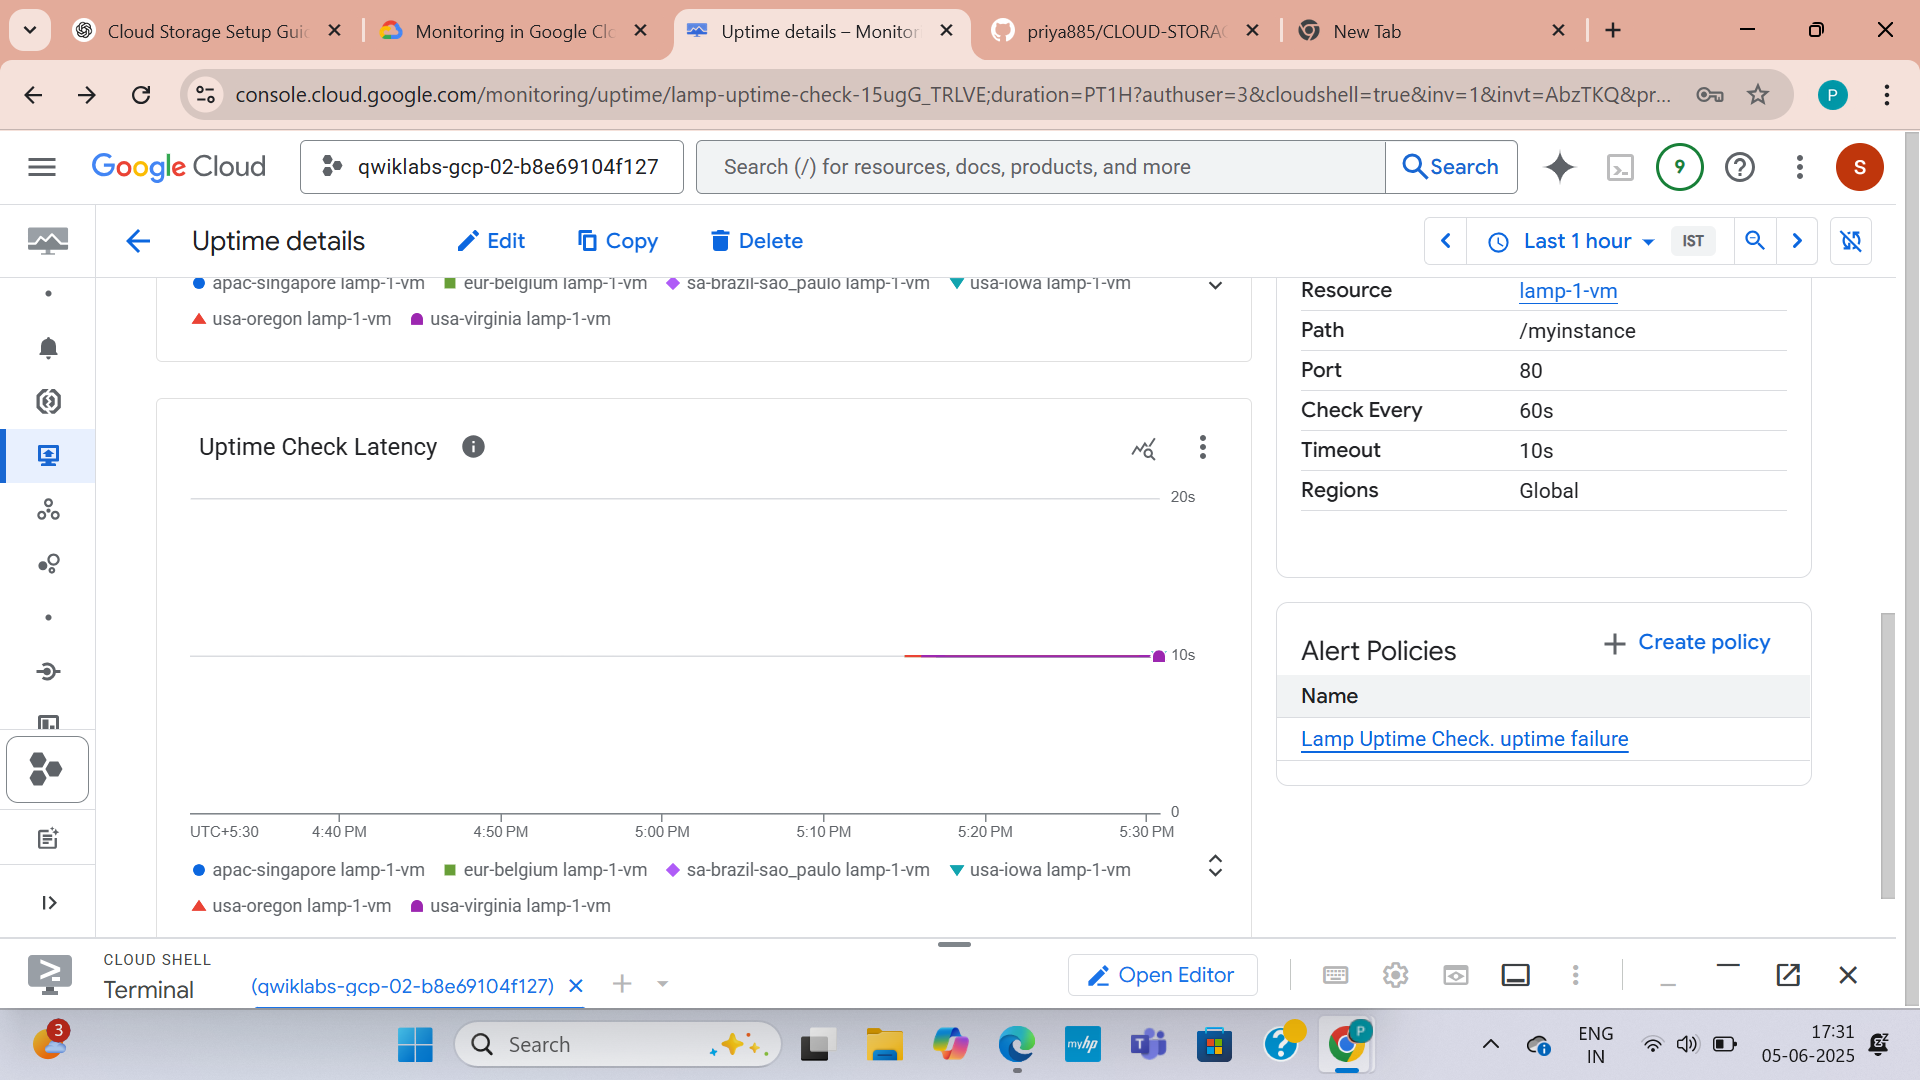 Cloud Storage Setup Guid
Monitoring in Google Clo
Uptime details – Monitor
priya885/CLOUD-STORAG
New Tab
console.cloud.google.com/monitoring/uptime/lamp-uptime-check-15ugG_TRLVE;duration=PT1H?authuser=3&cloudshell=true&inv=1&invt=AbzTKQ&pr...
P
Google Cloud
qwiklabs-gcp-02-b8e69104f127
Search (/) for resources, docs, products, and more
Search
9
S
Uptime details
Edit
Copy
Delete
Last 1 hour
IST
apac-singapore lamp-1-vm
eur-belgium lamp-1-vm
sa-brazil-sao_paulo lamp-1-vm
usa-iowa lamp-1-vm
usa-oregon lamp-1-vm
usa-virginia lamp-1-vm
Resource lamp-1-vm
Path /myinstance
Port 80
Check Every 60s
Timeout 10s
Regions Global
Uptime Check Latency
20s
10s
0
UTC+5:30 4:40 PM 4:50 PM 5:00 PM 5:10 PM 5:20 PM 5:30 PM
apac-singapore lamp-1-vm
eur-belgium lamp-1-vm
sa-brazil-sao_paulo lamp-1-vm
usa-iowa lamp-1-vm
usa-oregon lamp-1-vm
usa-virginia lamp-1-vm
Alert Policies
Create policy
Name
Lamp Uptime Check. uptime failure
CLOUD SHELL
Terminal
(qwiklabs-gcp-02-b8e69104f127)
Open Editor
3
Search
myhp
P
ENG
IN
17:31
05-06-2025